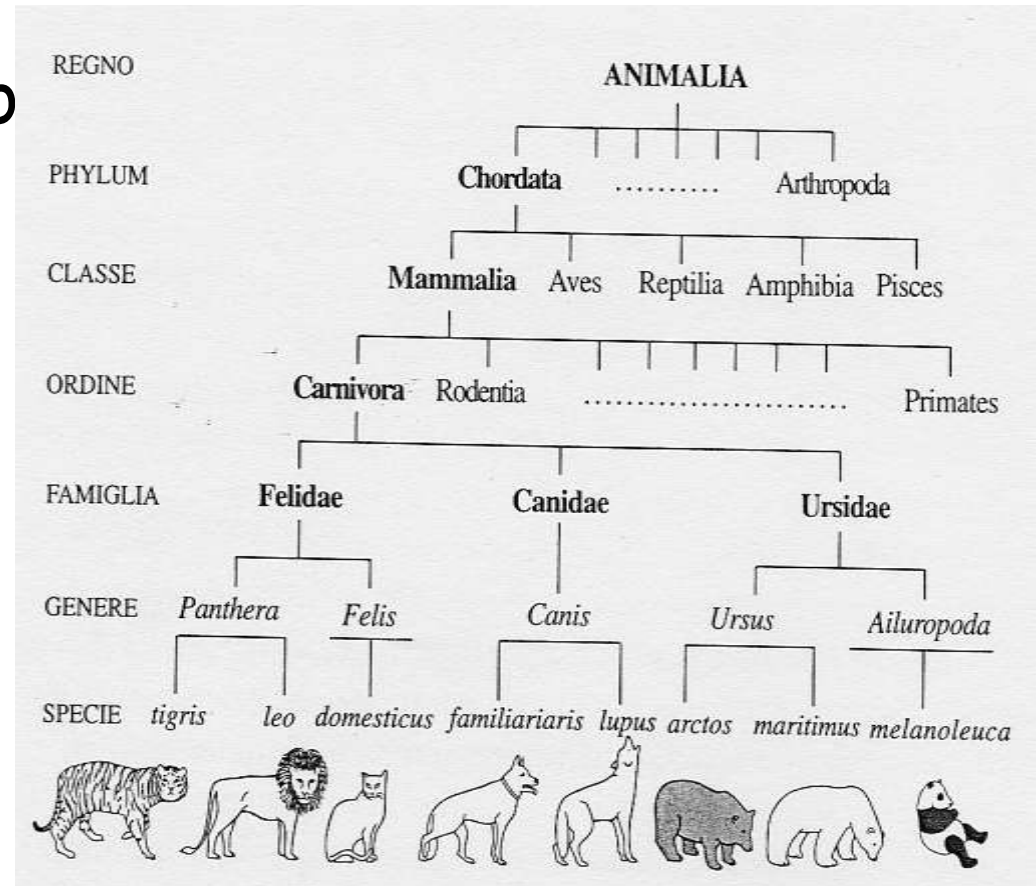 REGNO ANIMALIA
PHYLUM Chordata .......... Arthropoda
CLASSE Mammalia Aves Reptilia Amphibia Pisces
ORDINE Carnivora Rodentia .......................... Primates
FAMIGLIA Felidae Canidae Ursidae
GENERE Panthera Felis Canis Ursus Ailuropoda
SPECIE tigris leo domesticus familiariaris lupus arctos maritimus melanoleuca